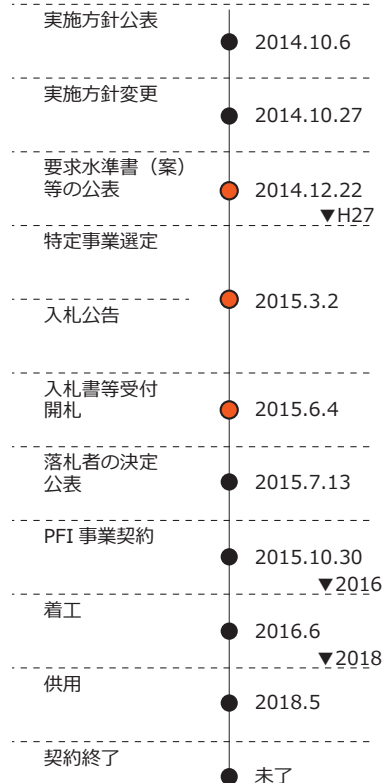 実施方針公表
2014.10.6
実施方針変更
2014.10.27
要求水準書（案）
等の公表
2014.12.22
▼H27
特定事業選定
2015.3.2
入札公告
入札書等受付
開札
2015.6.4
落札者の決定
公表
2015.7.13
PFI 事業契約
2015.10.30
▼2016
着工
2016.6
▼2018
供用
2018.5
契約終了
未了